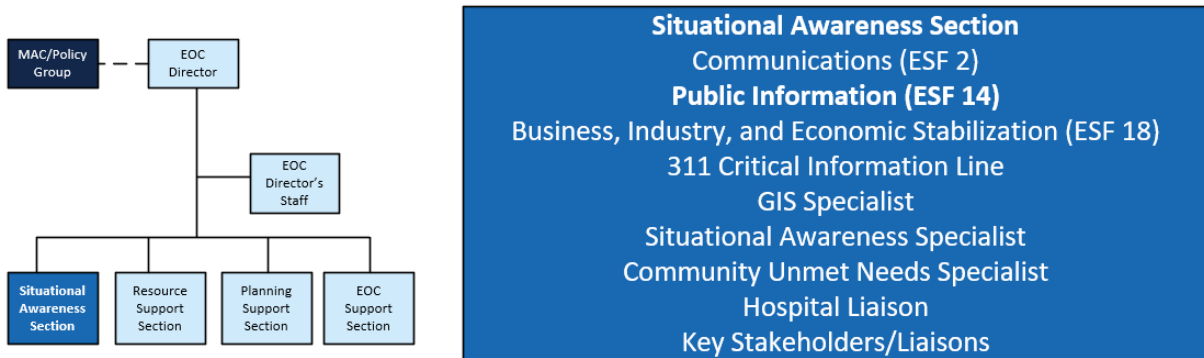 MAC/Policy
Group
EOC
Director
EOC
Director's
Staff
Situational
Awareness
Section
Resource
Support
Section
Planning
Support
Section
EOC
Support
Section
Situational Awareness Section
Communications (ESF 2)
Public Information (ESF 14)
Business, Industry, and Economic Stabilization (ESF 18)
311 Critical Information Line
GIS Specialist
Situational Awareness Specialist
Community Unmet Needs Specialist
Hospital Liaison
Key Stakeholders/Liaisons